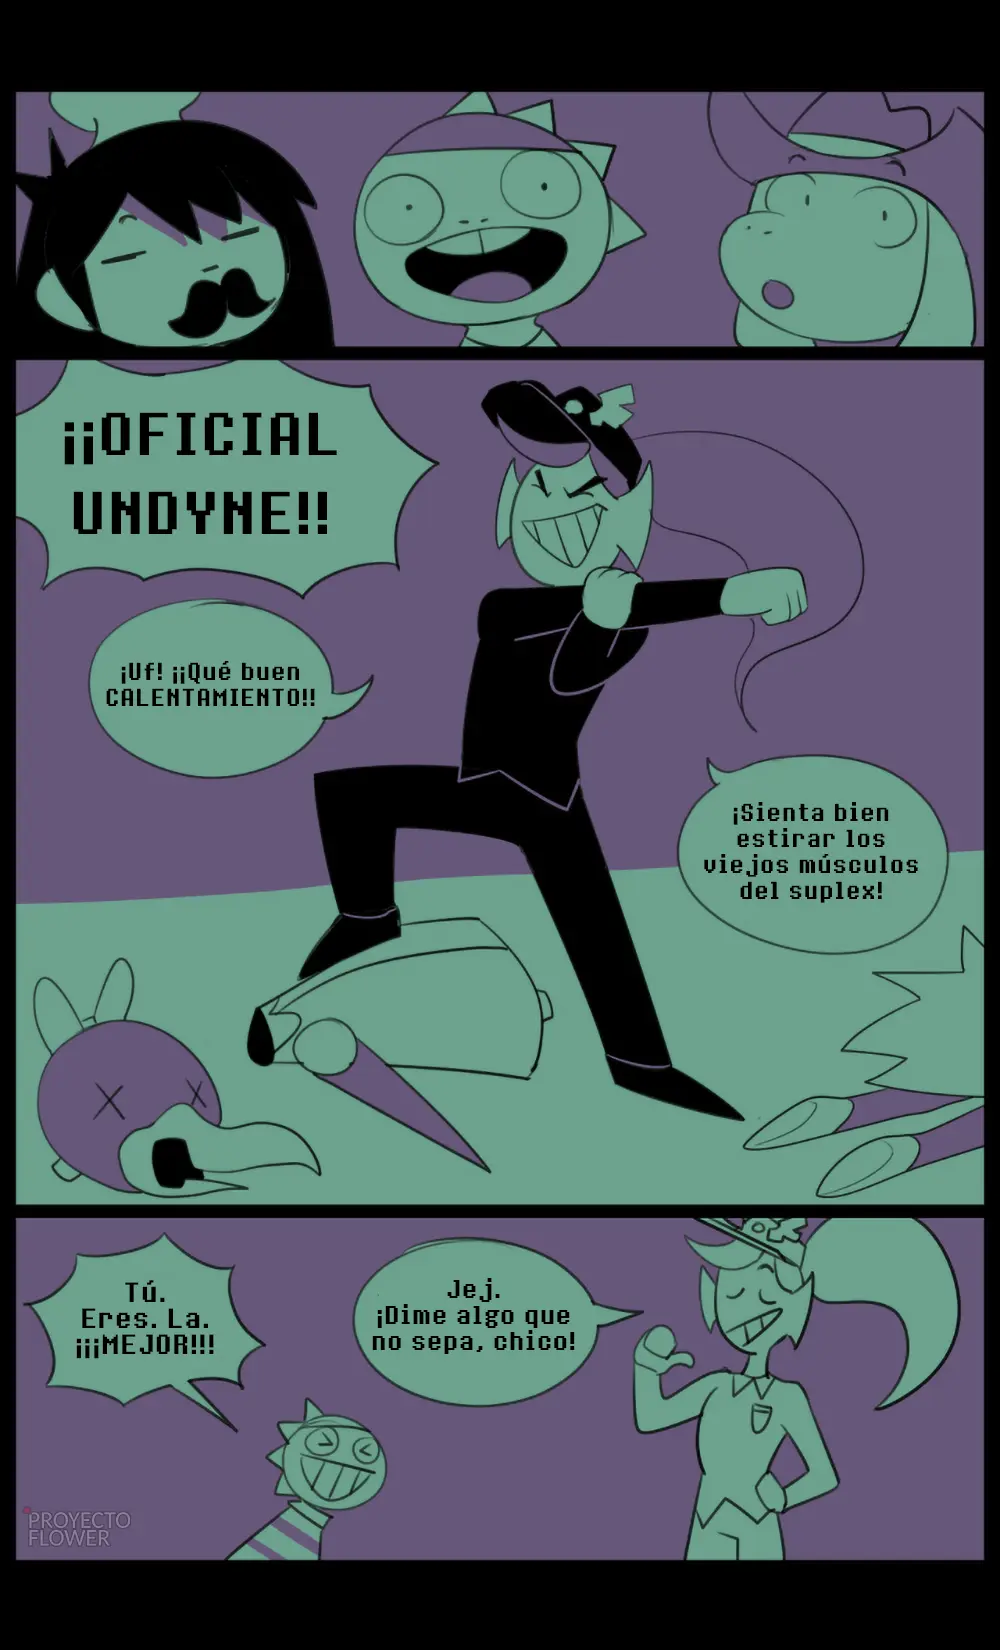 ¡¡OFICIAL
UNDYNE!!
¡Uf! ¡¡Qué buen
CALENTAMIENTO!!
¡Sienta bien
estirar los
viejos músculos
del suplex!
Tú.
Eres. La.
¡¡¡MEJOR!!!
Jej.
¡Dime algo que
no sepa, chico!
PROYECTO
FLOWER